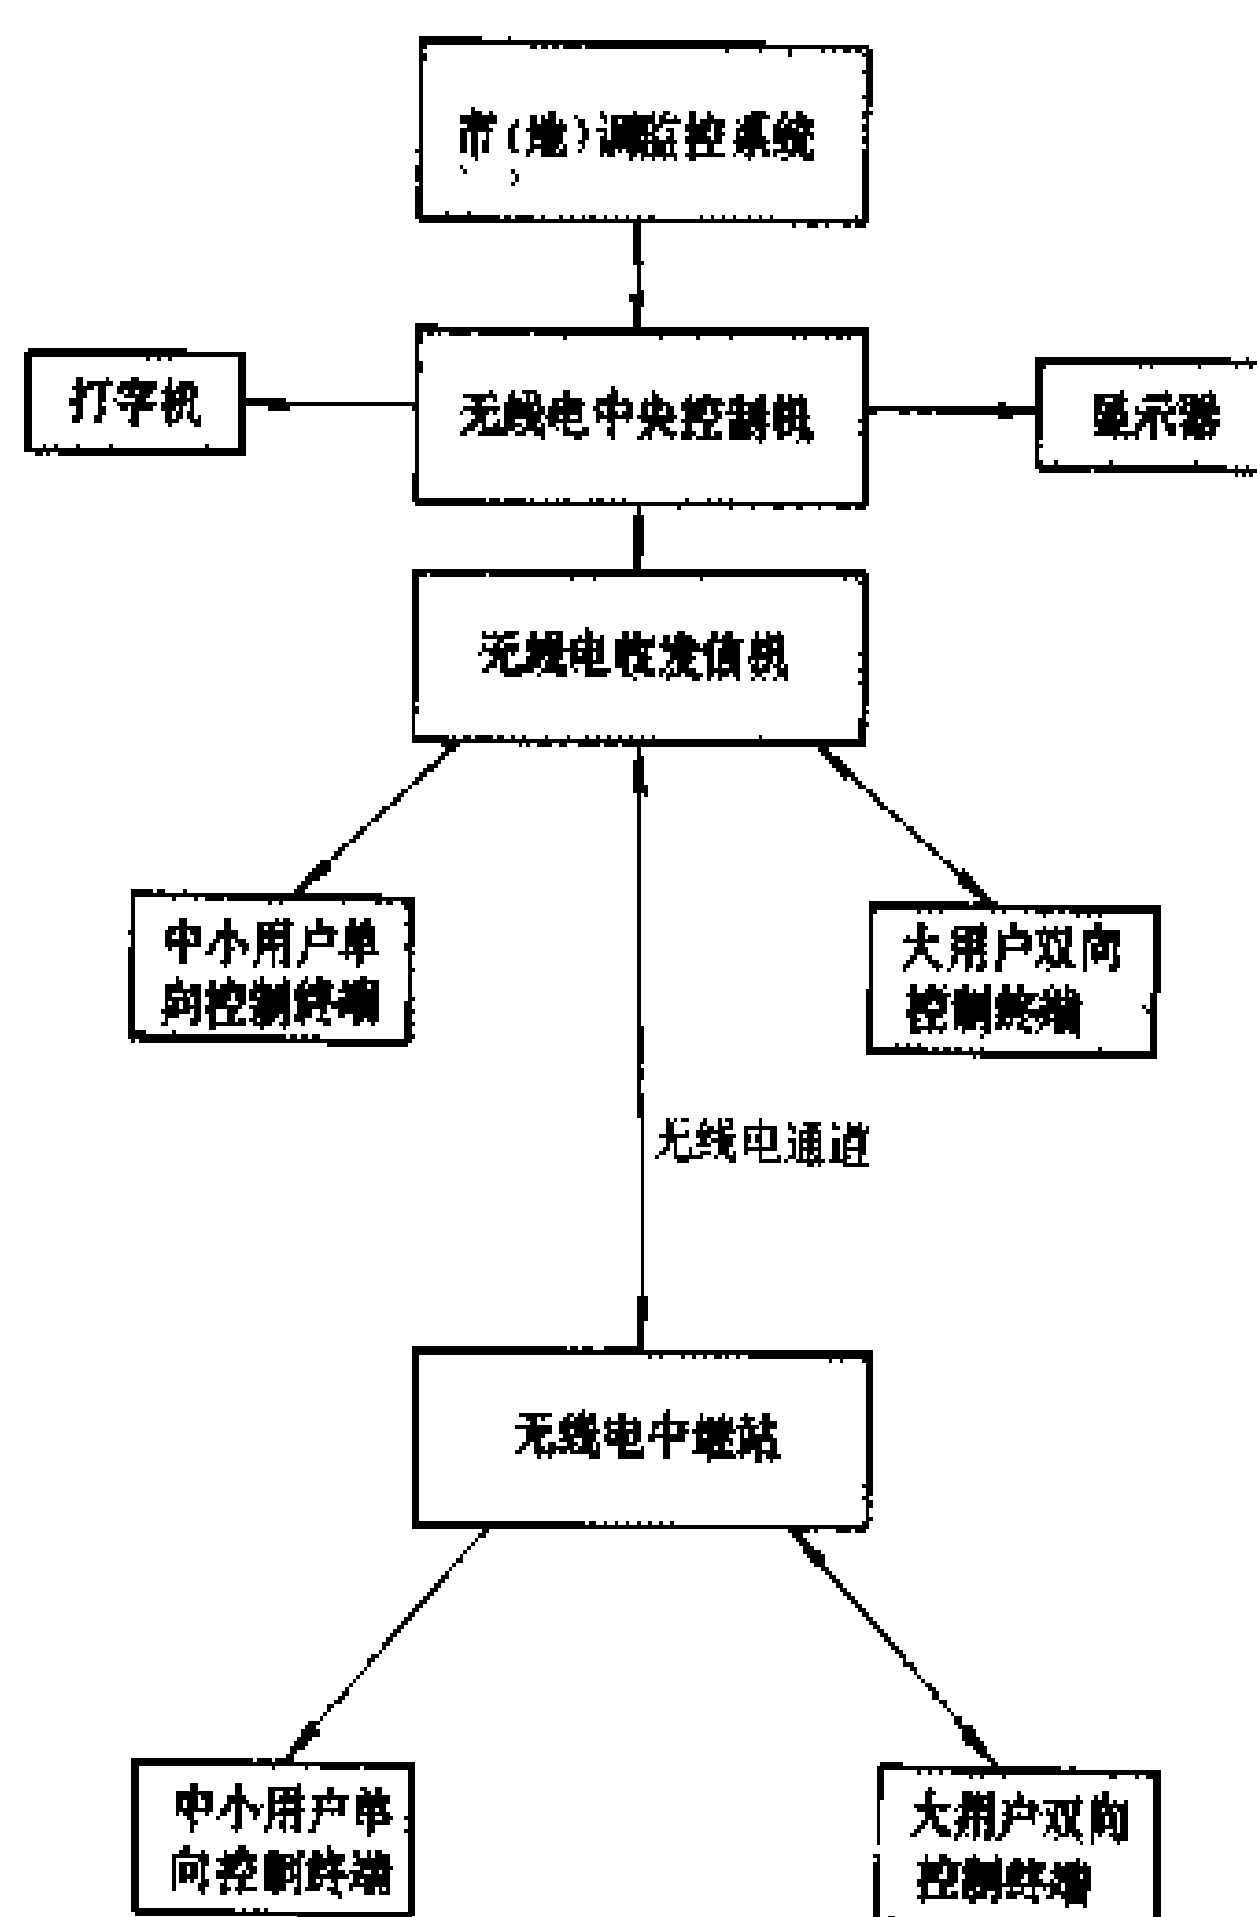 市(地)调监控系统
打字机
无线电中央控制机
显示器
无线电收发信机
中小用户单
向控制终端
大用户双向
控制终端
无线电通道
无线电中继站
中小用户单
向控制终端
大用户双向
控制终端